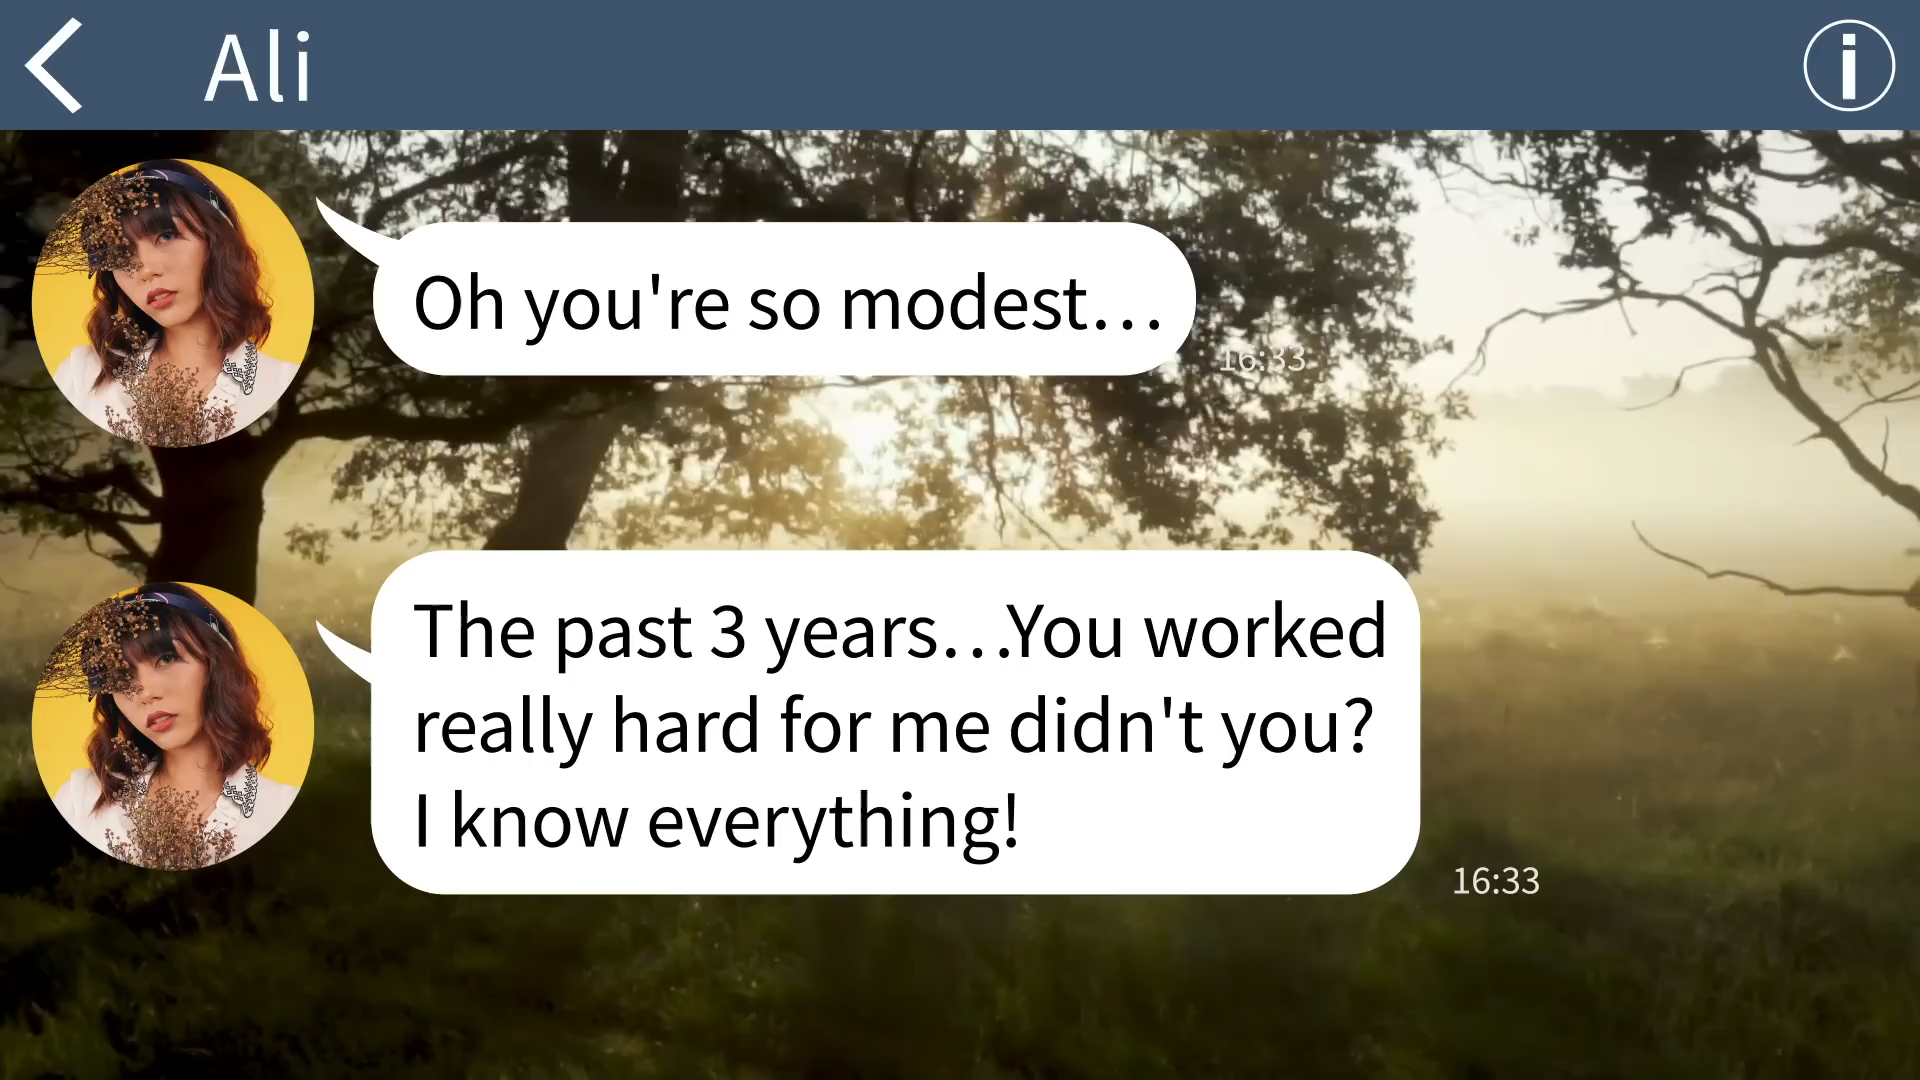 Ali
Oh you're so modest…
16:33
The past 3 years…You worked
really hard for me didn't you?
I know everything!
16:33